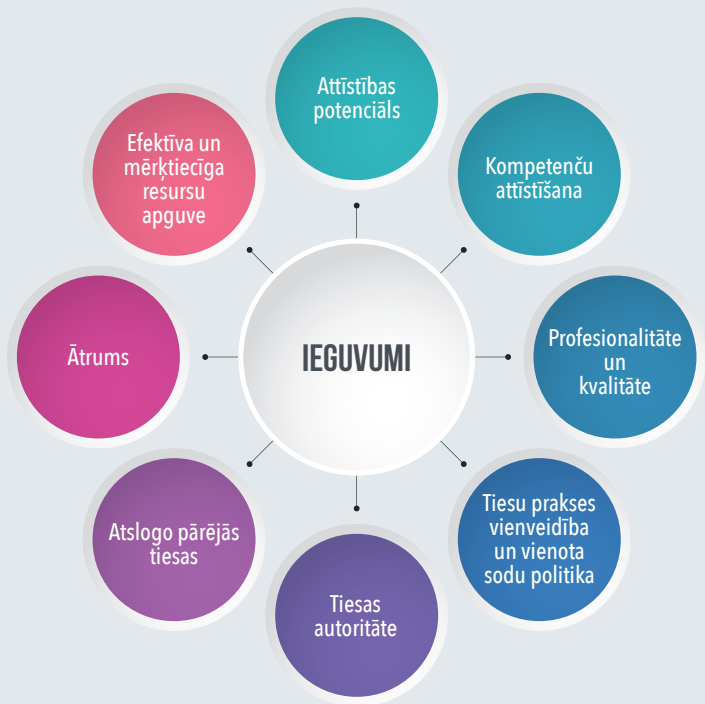 Attīstības
potenciāls
Kompetenču
attīstīšana
Profesionalitāte
un
kvalitāte
Tiesu prakses
vienveidība
un vienota
sodu politika
Tiesas
autoritāte
Atslogo pārējās
tiesas
Ātrums
Efektīva un
mērķtiecīga
resursu
apguve
IEGUVUMI